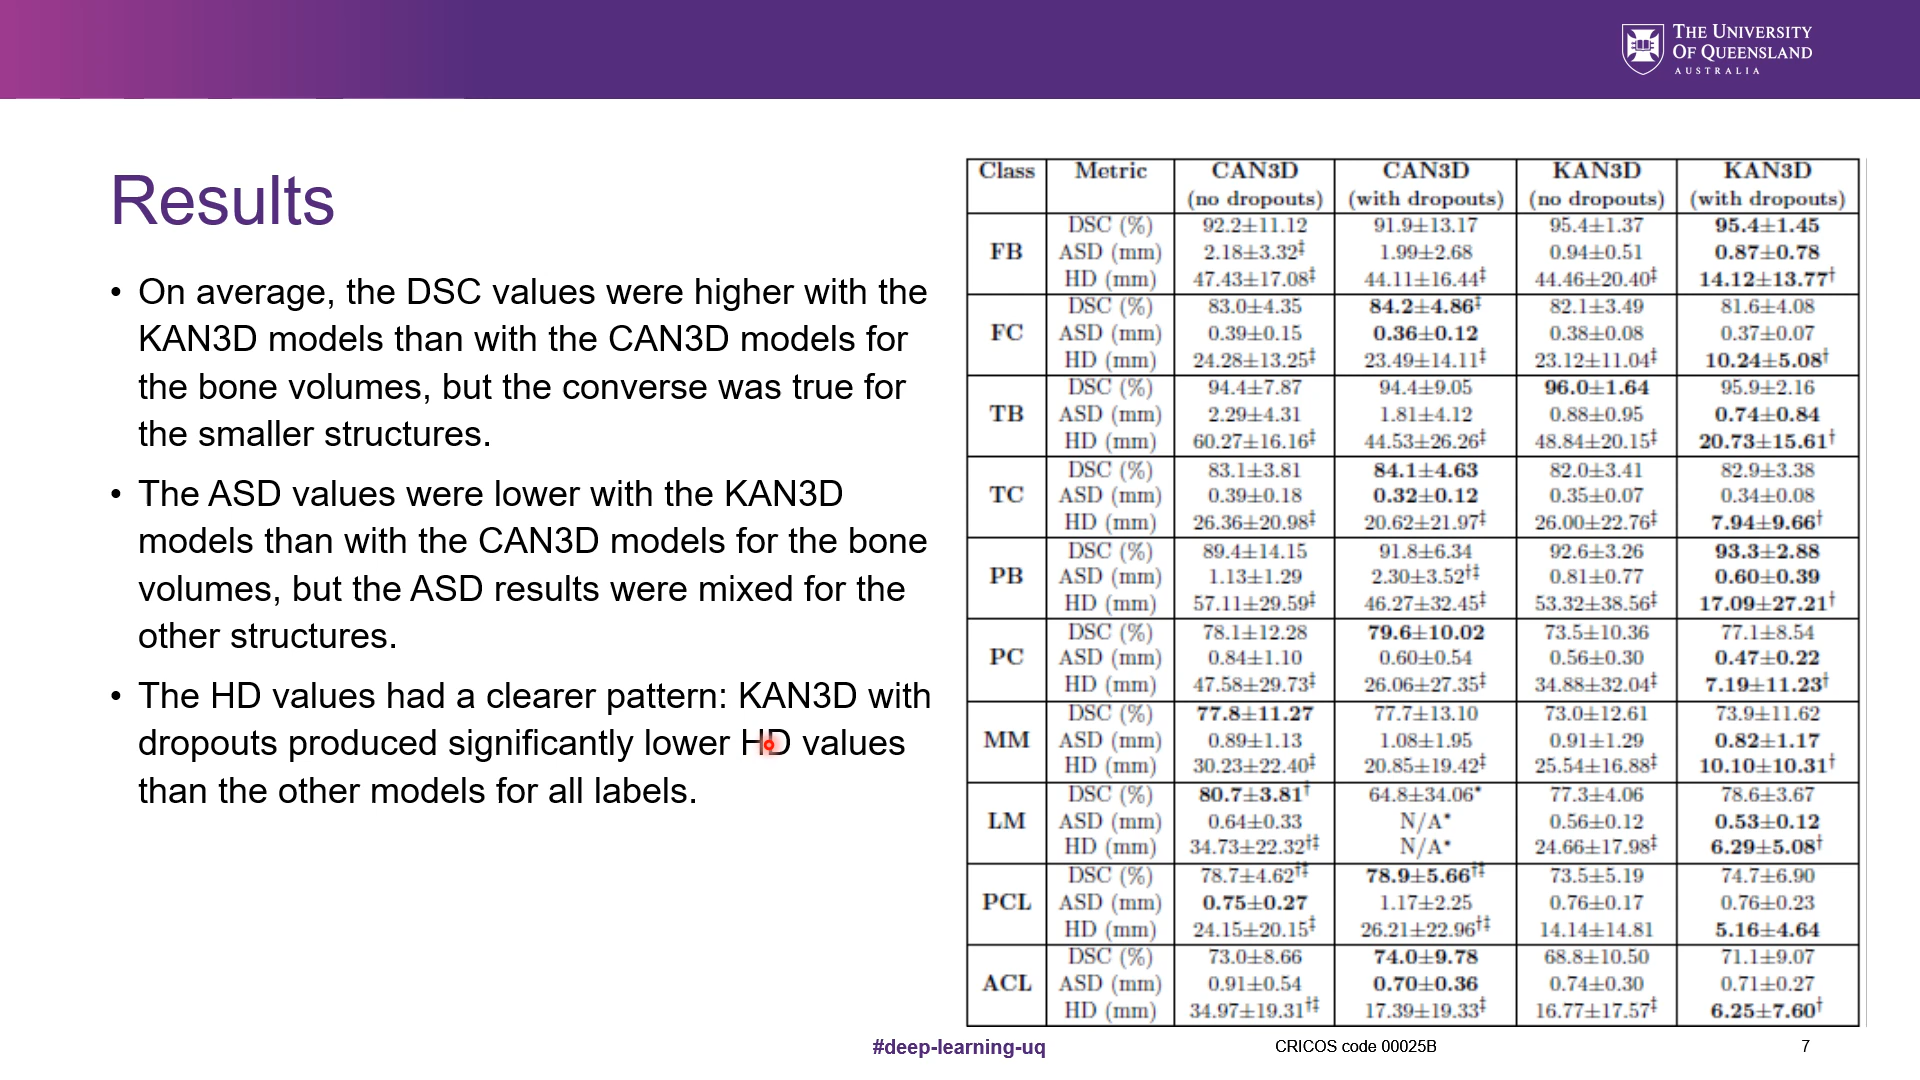 THE UNIVERSITY
OF QUEENSLAND
AUSTRALIA
Results
• On average, the DSC values were higher with the
KAN3D models than with the CAN3D models for
the bone volumes, but the converse was true for
the smaller structures.
• The ASD values were lower with the KAN3D
models than with the CAN3D models for the bone
volumes, but the ASD results were mixed for the
other structures.
• The HD values had a clearer pattern: KAN3D with
dropouts produced significantly lower HD values
than the other models for all labels.
Class Metric CAN3D CAN3D KAN3D KAN3D
(no dropouts) (with dropouts) (no dropouts) (with dropouts)
DSC (%) 92.2±11.12 91.9±13.17 95.4±1.37 95.4±1.45
FB ASD (mm) 2.18±3.32‡ 1.99±2.68 0.94±0.51 0.87±0.78
HD (mm) 47.43±17.08‡ 44.11±16.44‡ 44.46±20.40‡ 14.12±13.77†
DSC (%) 83.0±4.35 84.2±4.86‡ 82.1±3.49 81.6±4.08
FC ASD (mm) 0.39±0.15 0.36±0.12 0.38±0.08 0.37±0.07
HD (mm) 24.28±13.25‡ 23.49±14.11‡ 23.12±11.04‡ 10.24±5.08†
DSC (%) 94.4±7.87 94.4±9.05 96.0±1.64 95.9±2.16
TB ASD (mm) 2.29±4.31 1.81±4.12 0.88±0.95 0.74±0.84
HD (mm) 60.27±16.16‡ 44.53±26.26‡ 48.84±20.15‡ 20.73±15.61†
DSC (%) 83.1±3.81 84.1±4.63 82.0±3.41 82.9±3.38
TC ASD (mm) 0.39±0.18 0.32±0.12 0.35±0.07 0.34±0.08
HD (mm) 26.36±20.98‡ 20.62±21.97‡ 26.00±22.76‡ 7.94±9.66†
DSC (%) 89.4±14.15 91.8±6.34 92.6±3.26 93.3±2.88
PB ASD (mm) 1.13±1.29 2.30±3.52†‡ 0.81±0.77 0.60±0.39
HD (mm) 57.11±29.59‡ 46.27±32.45‡ 53.32±38.56‡ 17.09±27.21†
DSC (%) 78.1±12.28 79.6±10.02 73.5±10.36 77.1±8.54
PC ASD (mm) 0.84±1.10 0.60±0.54 0.56±0.30 0.47±0.22
HD (mm) 47.58±29.73‡ 26.06±27.35‡ 34.88±32.04‡ 7.19±11.23†
DSC (%) 77.8±11.27 77.7±13.10 73.0±12.61 73.9±11.62
MM ASD (mm) 0.89±1.13 1.08±1.95 0.91±1.29 0.82±1.17
HD (mm) 30.23±22.40‡ 20.85±19.42‡ 25.54±16.88‡ 10.10±10.31†
DSC (%) 80.7±3.81† 64.8±34.06* 77.3±4.06 78.6±3.67
LM ASD (mm) 0.64±0.33 N/A* 0.56±0.12 0.53±0.12
HD (mm) 34.73±22.32†‡ N/A* 24.66±17.98‡ 6.29±5.08†
DSC (%) 78.7±4.62†‡ 78.9±5.66†‡ 73.5±5.19 74.7±6.90
PCL ASD (mm) 0.75±0.27 1.17±2.25 0.76±0.17 0.76±0.23
HD (mm) 24.15±20.15‡ 26.21±22.96†‡ 14.14±14.81 5.16±4.64
DSC (%) 73.0±8.66 74.0±9.78 68.8±10.50 71.1±9.07
ACL ASD (mm) 0.91±0.54 0.70±0.36 0.74±0.30 0.71±0.27
HD (mm) 34.97±19.31†‡ 17.39±19.33‡ 16.77±17.57‡ 6.25±7.60†
#deep-learning-uq CRICOS code 00025B 7